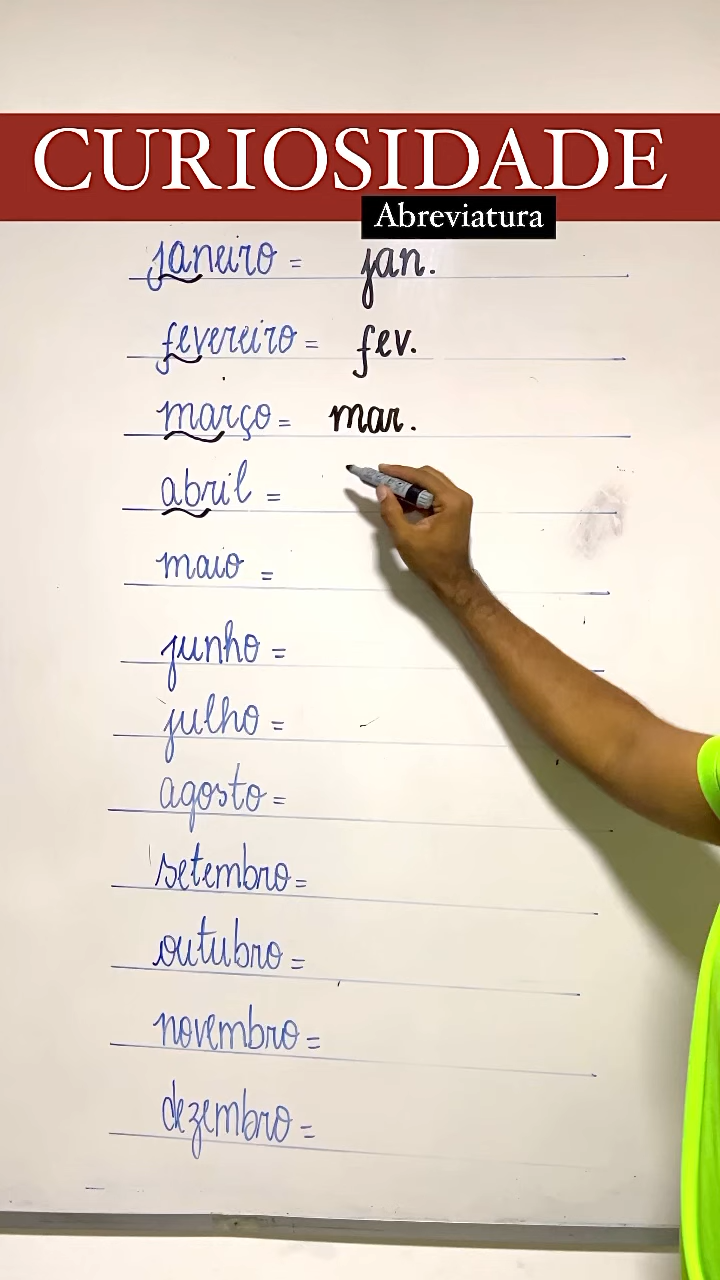 CURIOSIDADE
Abreviatura
janeiro = jan.
fevereiro = fev.
março = mar.
abril =
maio =
junho =
julho =
agosto =
setembro =
outubro =
novembro =
dezembro =